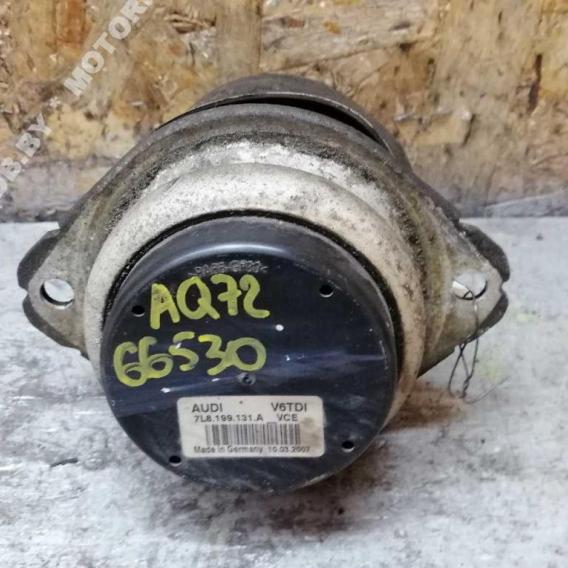 AQ72
66530
AUDI V6TDI
7L8.199.131.A VCE
Made in Germany 10.03.2007